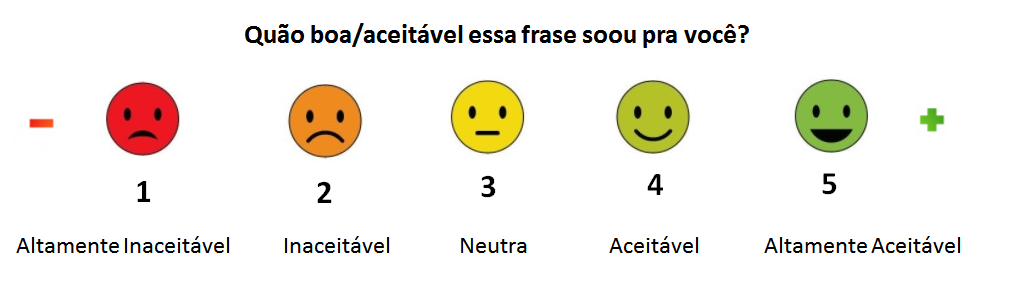 Quão boa/aceitável essa frase soou pra você?
1 2 3 4 5
Altamente Inaceitável Inaceitável Neutra Aceitável Altamente Aceitável